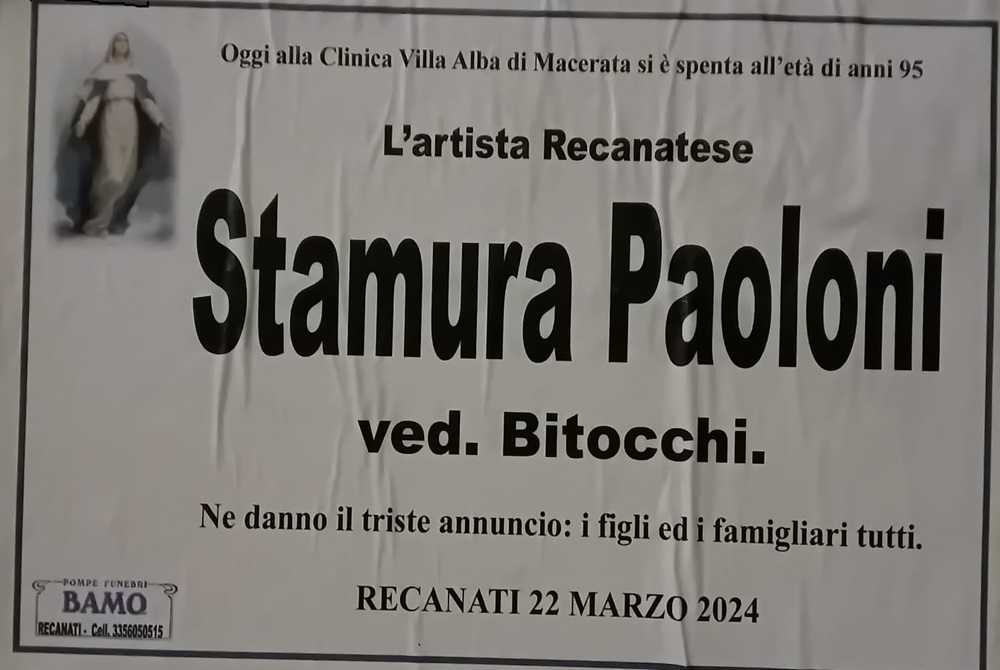 Oggi alla Clinica Villa Alba di Macerata si è spenta all'età di anni 95
L'artista Recanatese
Stamura Paoloni
ved. Bitocchi.
Ne danno il triste annuncio: i figli ed i famigliari tutti.
RECANATI 22 MARZO 2024
POMPE FUNEBRI
BAMO
RECANATI - Cell. 3356050515